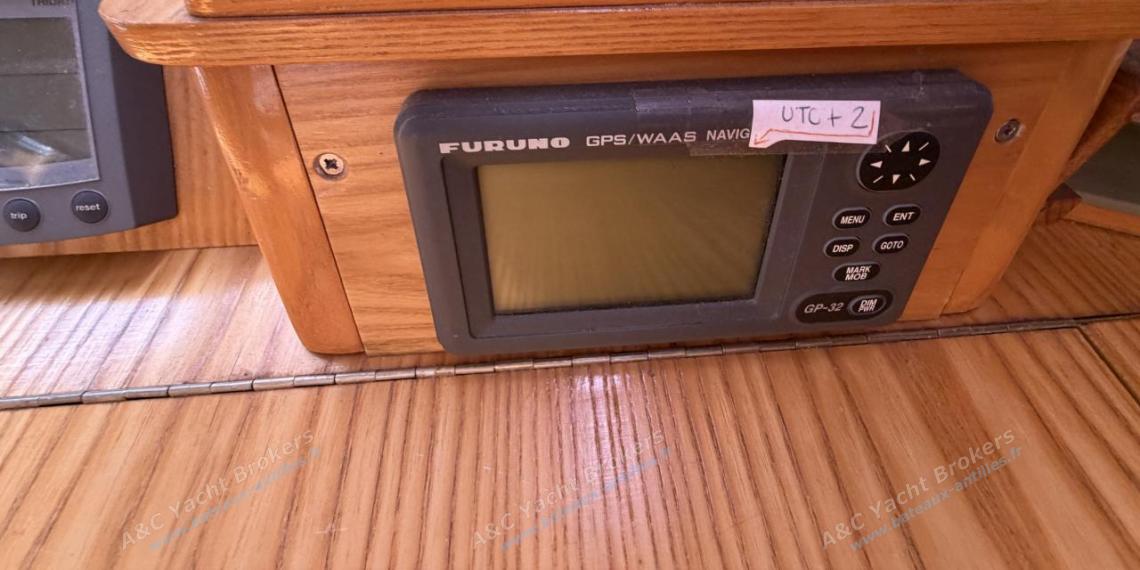 trip
reset
FURUNO GPS/WAAS NAVIG
UTC + 2
MENU ENT
DISP GOTO
MARK
MOB
GP-32 DIM
PWR
A&C Yacht Brokers
www.bateaux-antilles.fr
A&C Yacht Brokers
www.bateaux-antilles.fr
A&C Yacht Brokers
www.bateaux-antilles.fr